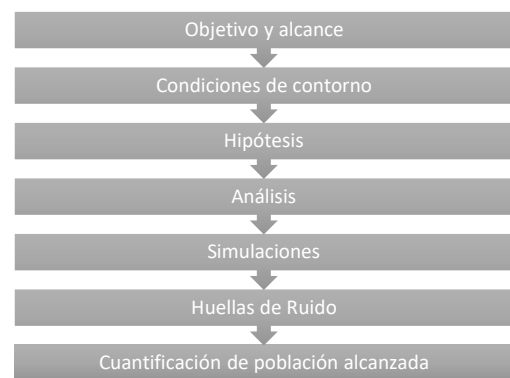 Objetivo y alcance
Condiciones de contorno
Hipótesis
Análisis
Simulaciones
Huellas de Ruido
Cuantificación de población alcanzada